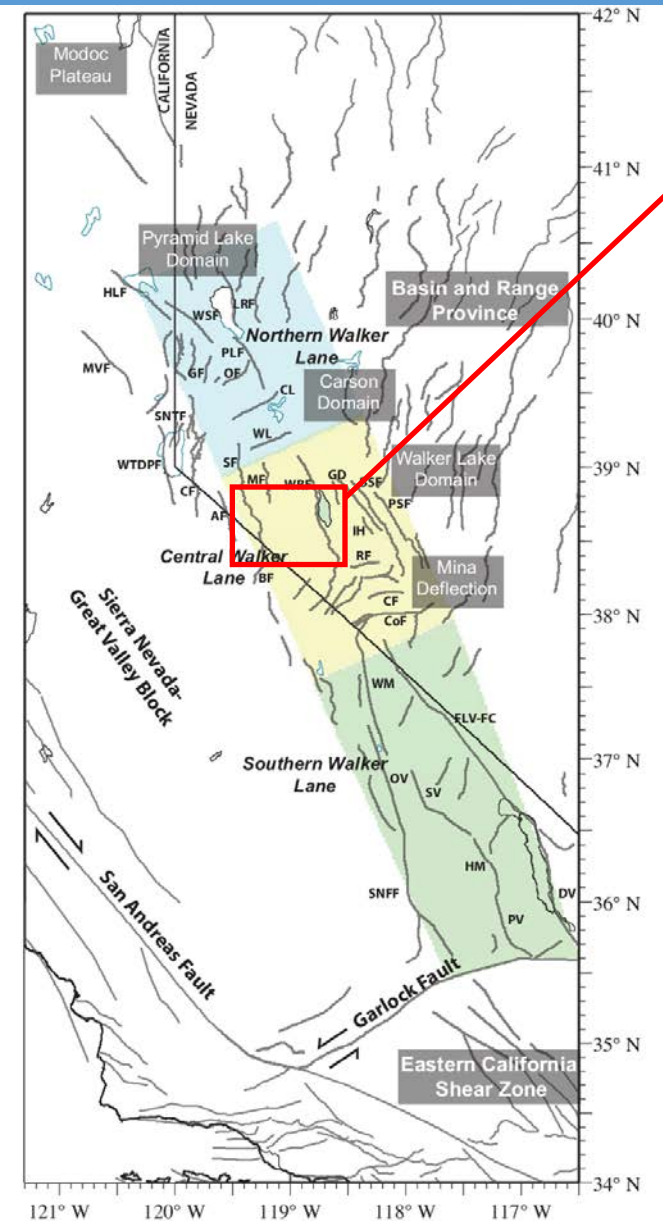 42° N
Modoc
Plateau
CALIFORNIA
NEVADA
41° N
Pyramid Lake
Domain
Basin and Range
Province
HLF
LRF
WSF
40° N
Northern Walker
Lane
MVF
PLF
GF
OF
CL
Carson
Domain
SNTF
WL
WTDPF
SF
39° N
Walker Lake
Domain
MF
GD
CF
PSF
AF
IH
Central Walker
Lane
RF
BF
Mina
Deflection
CF
CoF
38° N
Sierra Nevada-
Great Valley Block
WM
FLV-FC
Southern Walker
Lane
37° N
OV
SV
HM
SNFF
DV
36° N
PV
San Andreas Fault
Garlock Fault
35° N
Eastern California
Shear Zone
34° N
121° W
120° W
119° W
118° W
117° W